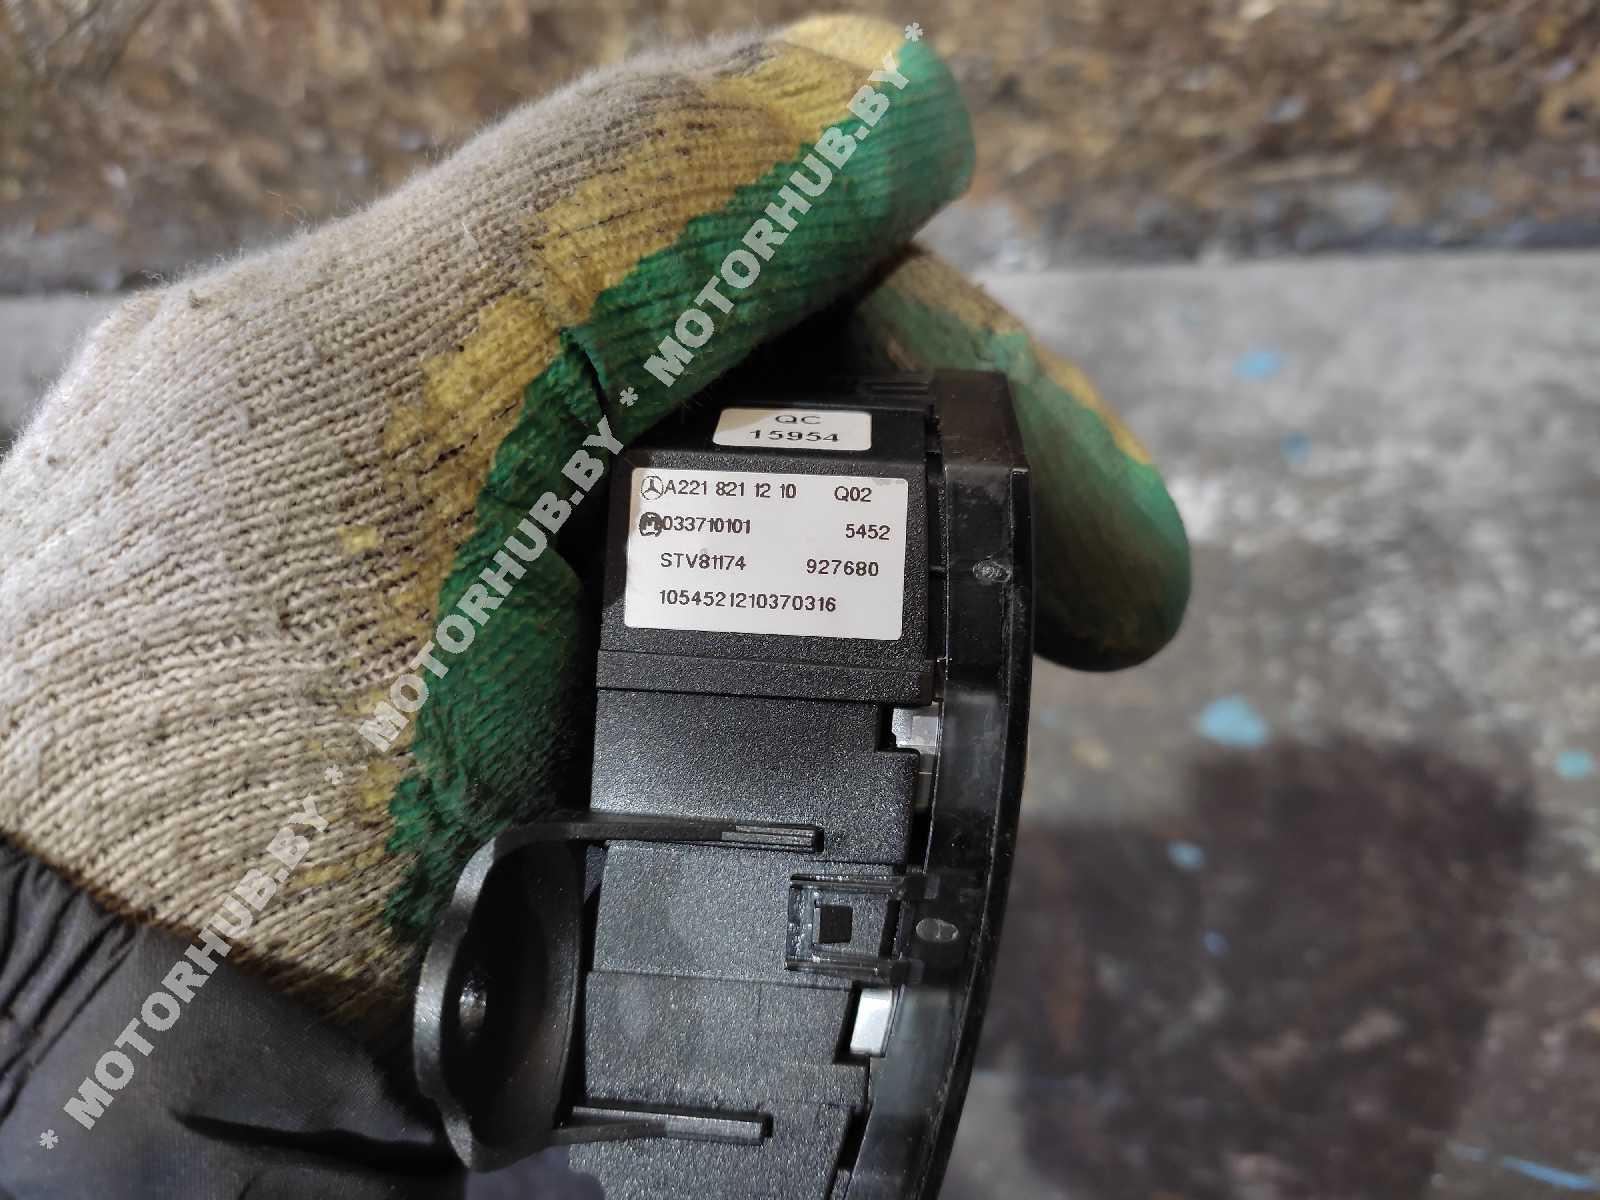 QC
15954
A221 821 12 10 Q02
M 033710101 5452
STV81174 927680
1054521210370316
* MOTORHUB.BY * MOTORHUB.BY * MOTORHUB.BY * MOTORHUB.BY *